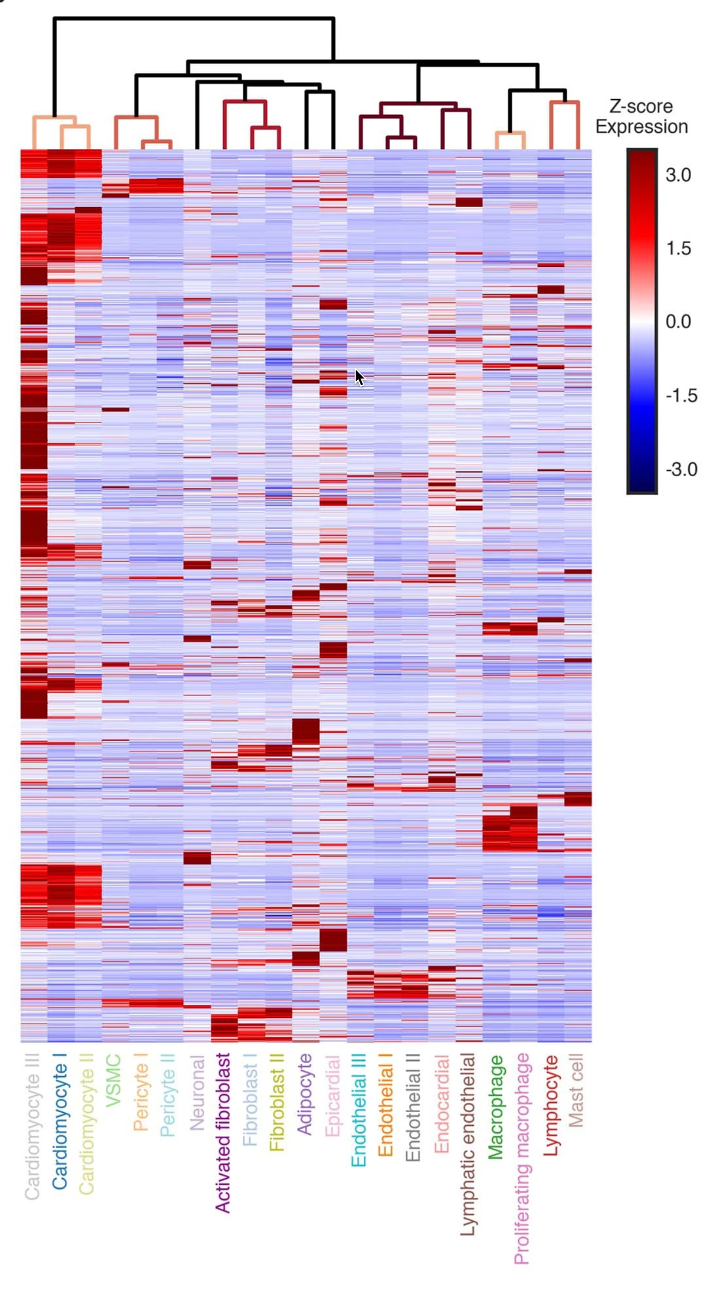 Z-score
Expression
3.0
1.5
0.0
-1.5
-3.0
Cardiomyocyte III
Cardiomyocyte I
Cardiomyocyte II
VSMC
Pericyte I
Pericyte II
Neuronal
Activated fibroblast
Fibroblast I
Fibroblast II
Adipocyte
Epicardial
Endothelial III
Endothelial I
Endothelial II
Endocardial
Lymphatic endothelial
Macrophage
Proliferating macrophage
Lymphocyte
Mast cell